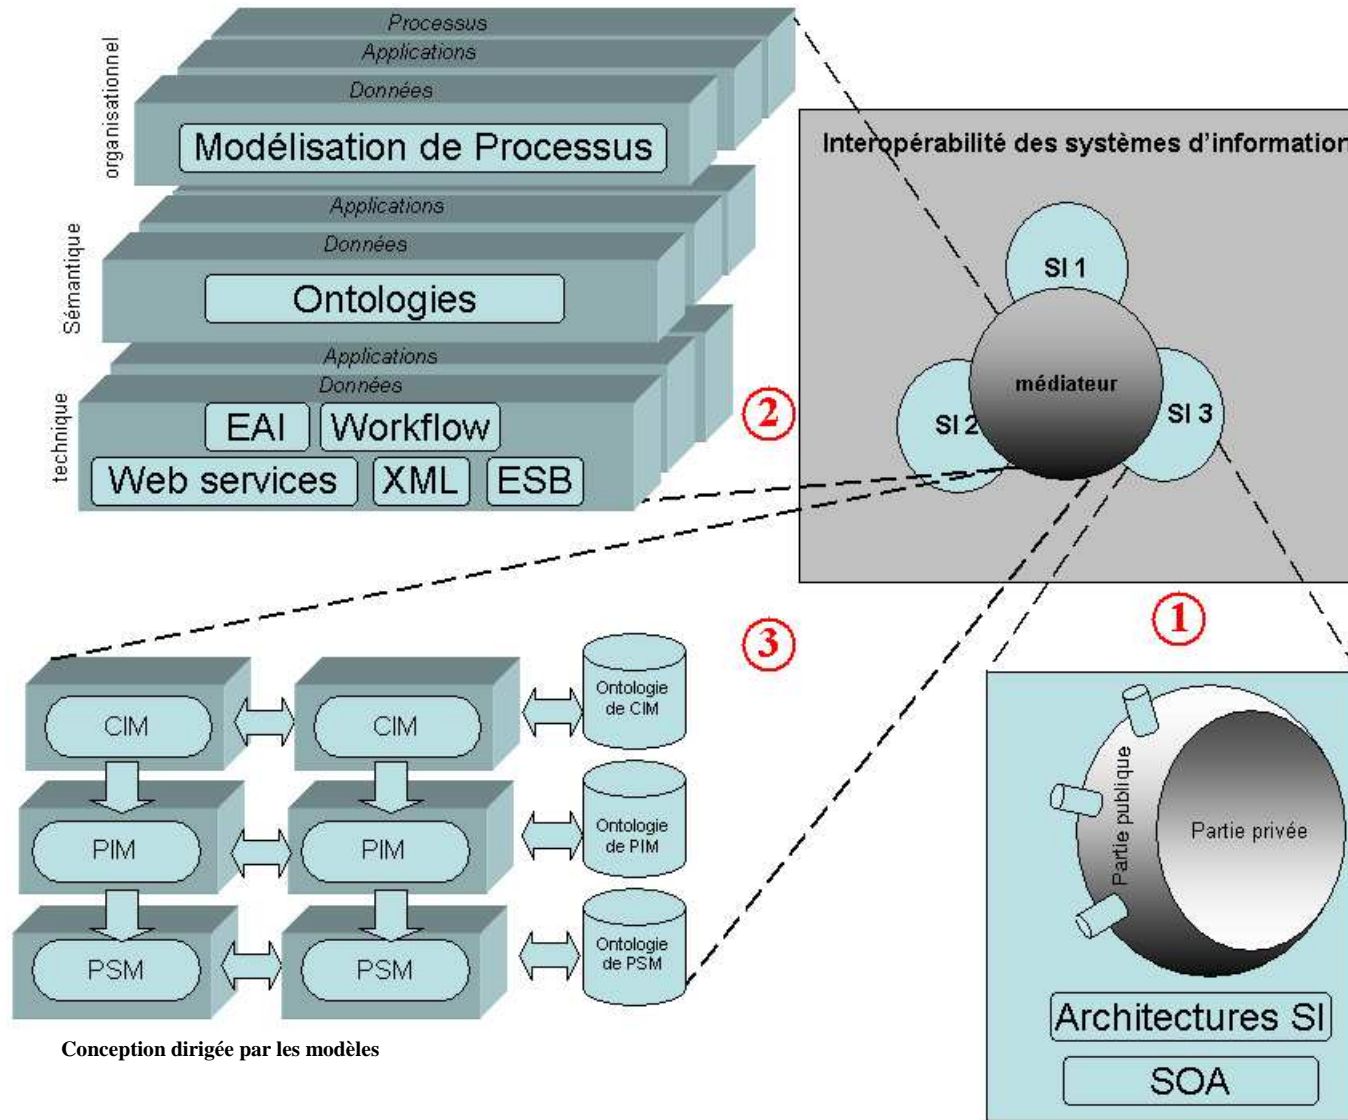 Processus
Applications
Données
organisationnel
Modélisation de Processus
Applications
Données
Sémantique
Ontologies
Applications
Données
technique
EAI
Workflow
Web services
XML
ESB
2
Interopérabilité des systèmes d'information
SI 1
médiateur
SI 2
SI 3
1
3
CIM
CIM
Ontologie
de CIM
PIM
PIM
Ontologie
de PIM
PSM
PSM
Ontologie
de PSM
Conception dirigée par les modèles
Partie publique
Partie privée
Architectures SI
SOA